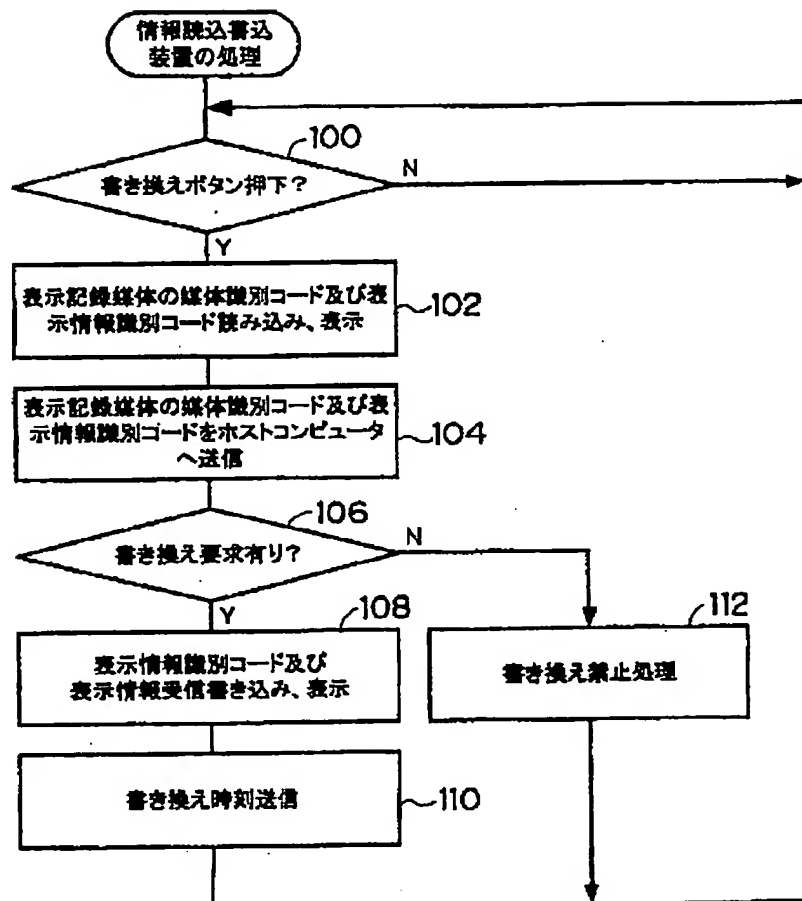 情報読込書込
装置の処理
100
書き換えボタン押下？
N
Y
表示記録媒体の媒体識別コード及び表
示情報識別コード読み込み、表示
102
表示記録媒体の媒体識別コード及び表
示情報識別コードをホストコンピュータ
へ送信
104
106
書き換え要求有り？
N
Y
108
表示情報識別コード及び
表示情報受信書き込み、表示
112
書き換え禁止処理
書き換え時刻送信
110